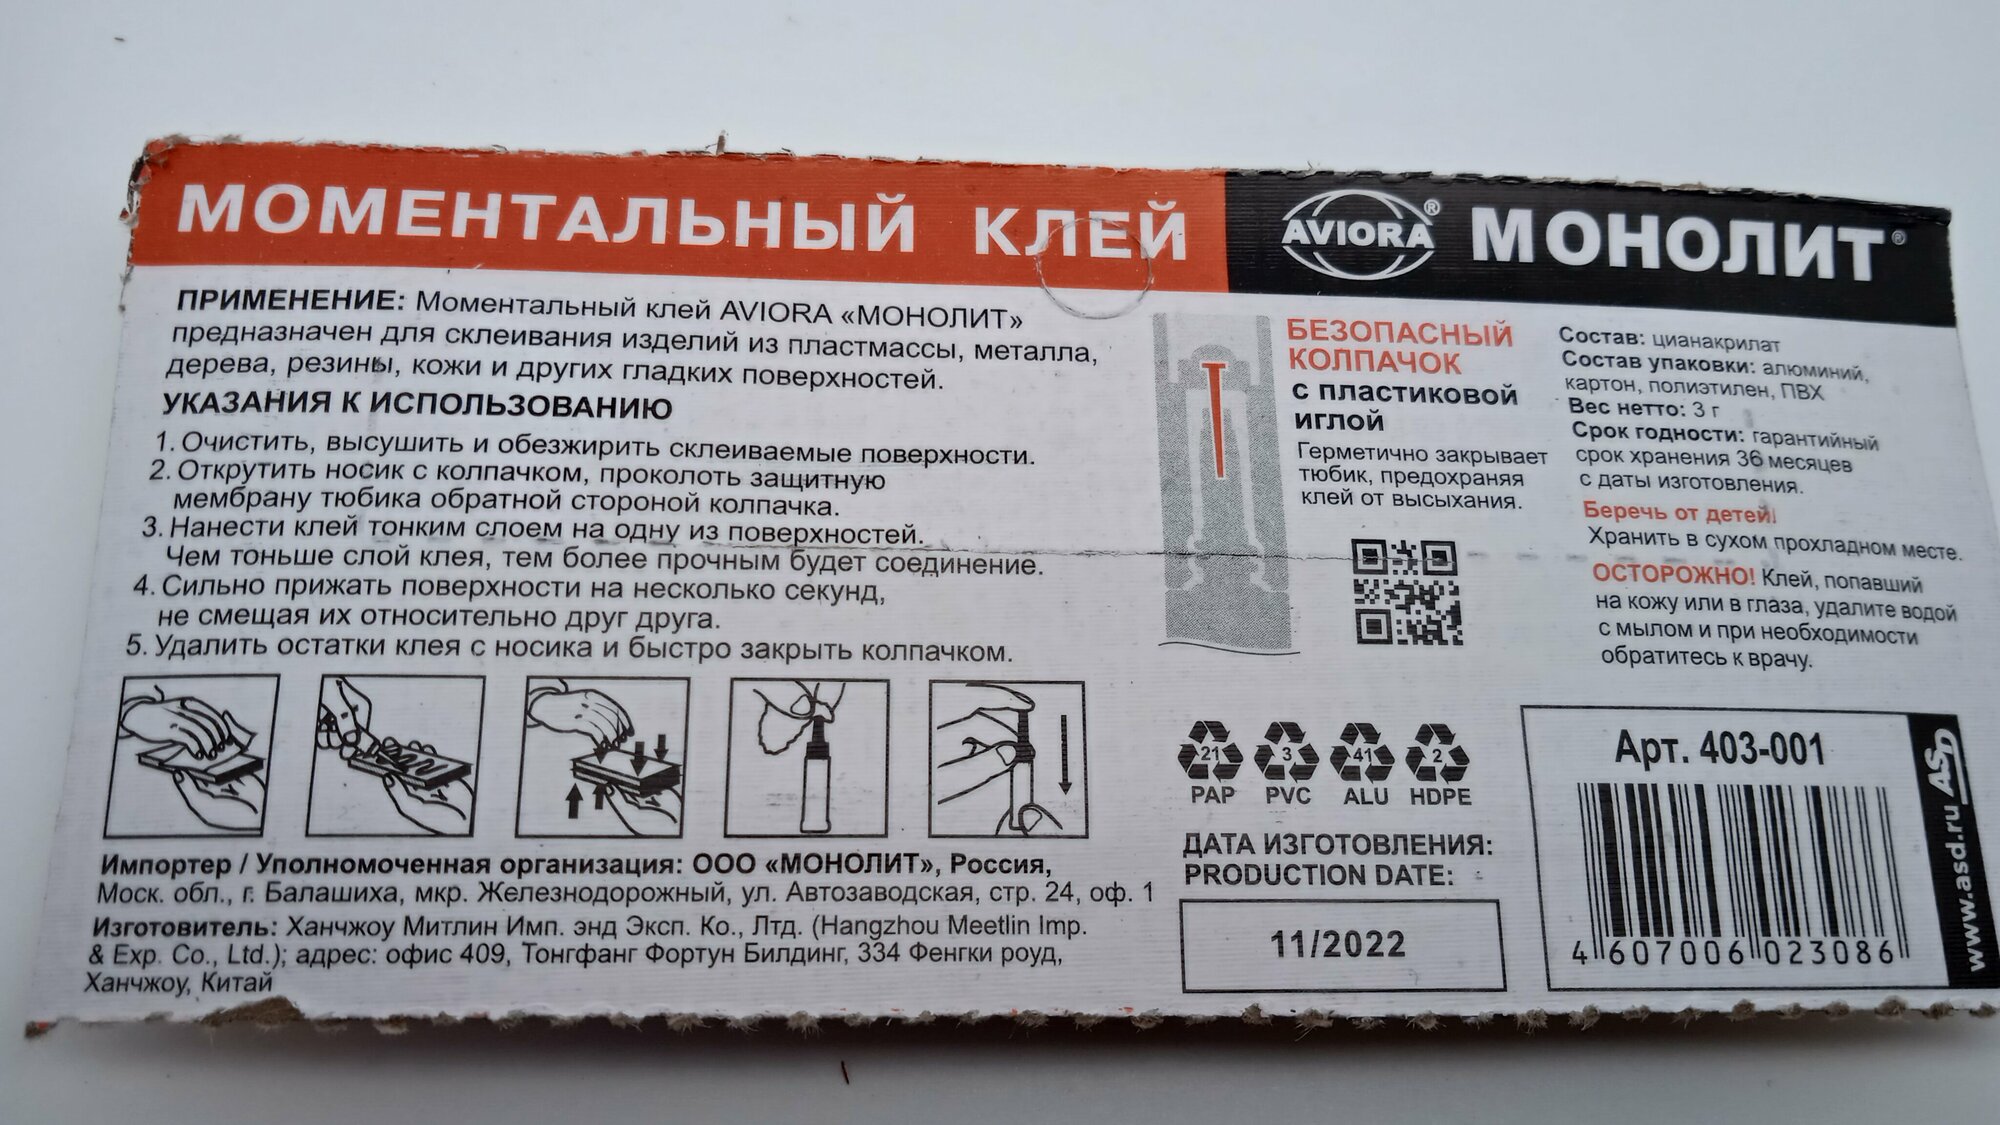 МОМЕНТАЛЬНЫЙ КЛЕЙ
AVIORA® МОНОЛИТ®
ПРИМЕНЕНИЕ: Моментальный клей AVIORA «МОНОЛИТ»
предназначен для склеивания изделий из пластмассы, металла,
дерева, резины, кожи и других гладких поверхностей.
УКАЗАНИЯ К ИСПОЛЬЗОВАНИЮ
1. Очистить, высушить и обезжирить склеиваемые поверхности.
2. Открутить носик с колпачком, проколоть защитную
мембрану тюбика обратной стороной колпачка.
3. Нанести клей тонким слоем на одну из поверхностей.
Чем тоньше слой клея, тем более прочным будет соединение.
4. Сильно прижать поверхности на несколько секунд,
не смещая их относительно друг друга.
5. Удалить остатки клея с носика и быстро закрыть колпачком.
Импортер / Уполномоченная организация: ООО «МОНОЛИТ», Россия,
Моск. обл., г. Балашиха, мкр. Железнодорожный, ул. Автозаводская, стр. 24, оф. 1
Изготовитель: Ханчжоу Митлин Имп. энд Эксп. Ко., Лтд. (Hangzhou Meetlin Imp.
& Exp. Co., Ltd.); адрес: офис 409, Тонгфанг Фортун Билдинг, 334 Фенгки роуд,
Ханчжоу, Китай
БЕЗОПАСНЫЙ
КОЛПАЧОК
с пластиковой
иглой
Герметично закрывает
тюбик, предохраняя
клей от высыхания.
Состав: цианакрилат
Состав упаковки: алюминий,
картон, полиэтилен, ПВХ
Вес нетто: 3 г
Срок годности: гарантийный
срок хранения 36 месяцев
с даты изготовления.
Беречь от детей!
Хранить в сухом прохладном месте.
ОСТОРОЖНО! Клей, попавший
на кожу или в глаза, удалите водой
с мылом и при необходимости
обратитесь к врачу.
21 3 41 2
PAP PVC ALU HDPE
ДАТА ИЗГОТОВЛЕНИЯ:
PRODUCTION DATE:
11/2022
Арт. 403-001
4 607006 023086
www.asd.ru ASD